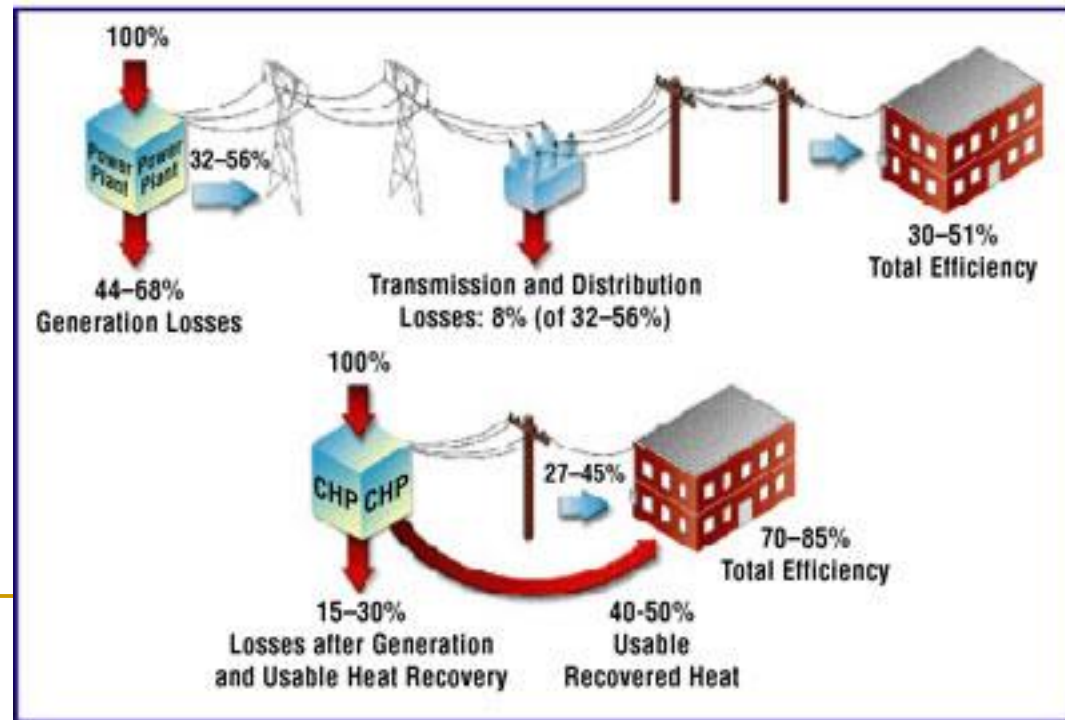 100%
Power Plant
Power Plant
32–56%
44–68%
Generation Losses
Transmission and Distribution
Losses: 8% (of 32–56%)
30–51%
Total Efficiency
100%
CHP
CHP
27–45%
70–85%
Total Efficiency
15–30%
Losses after Generation
and Usable Heat Recovery
40-50%
Usable
Recovered Heat